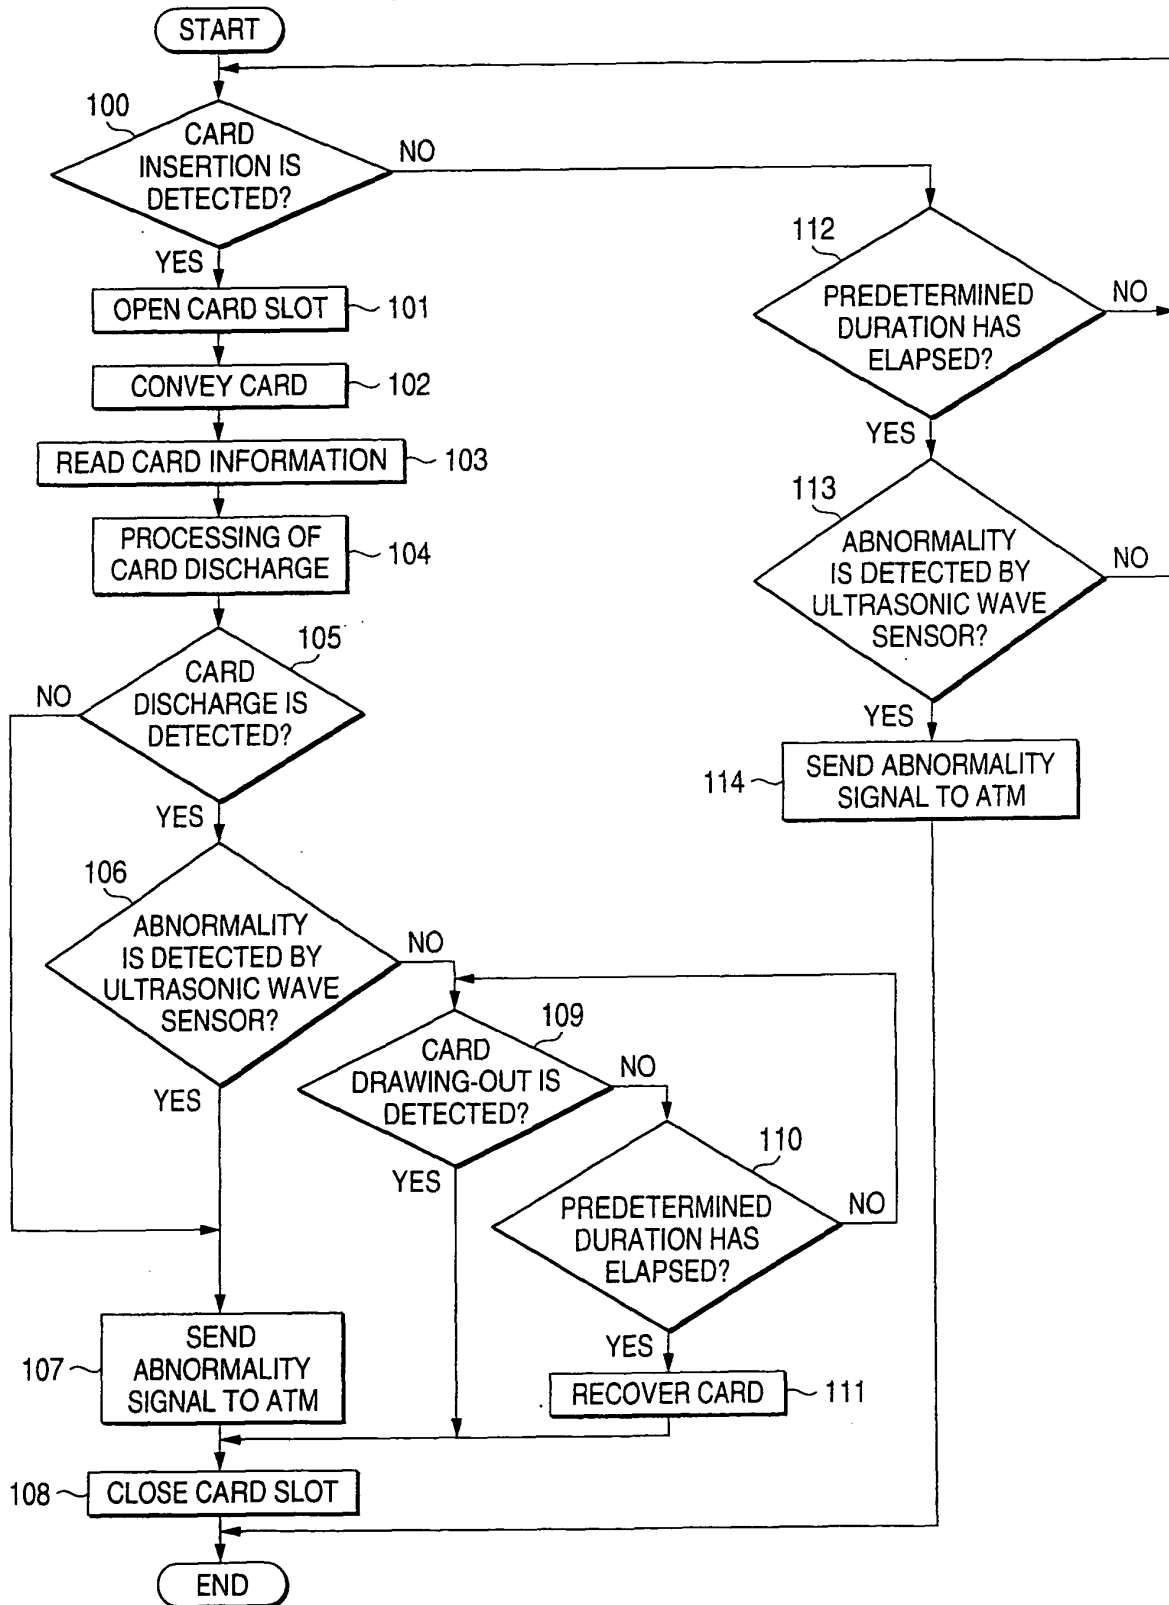 START
100
CARD
INSERTION IS
DETECTED?
NO
YES
OPEN CARD SLOT
101
CONVEY CARD
102
READ CARD INFORMATION
103
PROCESSING OF
CARD DISCHARGE
104
105
CARD
DISCHARGE IS
DETECTED?
NO
YES
106
ABNORMALITY
IS DETECTED BY
ULTRASONIC WAVE
SENSOR?
NO
YES
109
CARD
DRAWING-OUT IS
DETECTED?
NO
YES
110
PREDETERMINED
DURATION HAS
ELAPSED?
NO
YES
RECOVER CARD
111
107
SEND
ABNORMALITY
SIGNAL TO ATM
108
CLOSE CARD SLOT
END
112
PREDETERMINED
DURATION HAS
ELAPSED?
NO
YES
113
ABNORMALITY
IS DETECTED BY
ULTRASONIC WAVE
SENSOR?
NO
YES
114
SEND ABNORMALITY
SIGNAL TO ATM